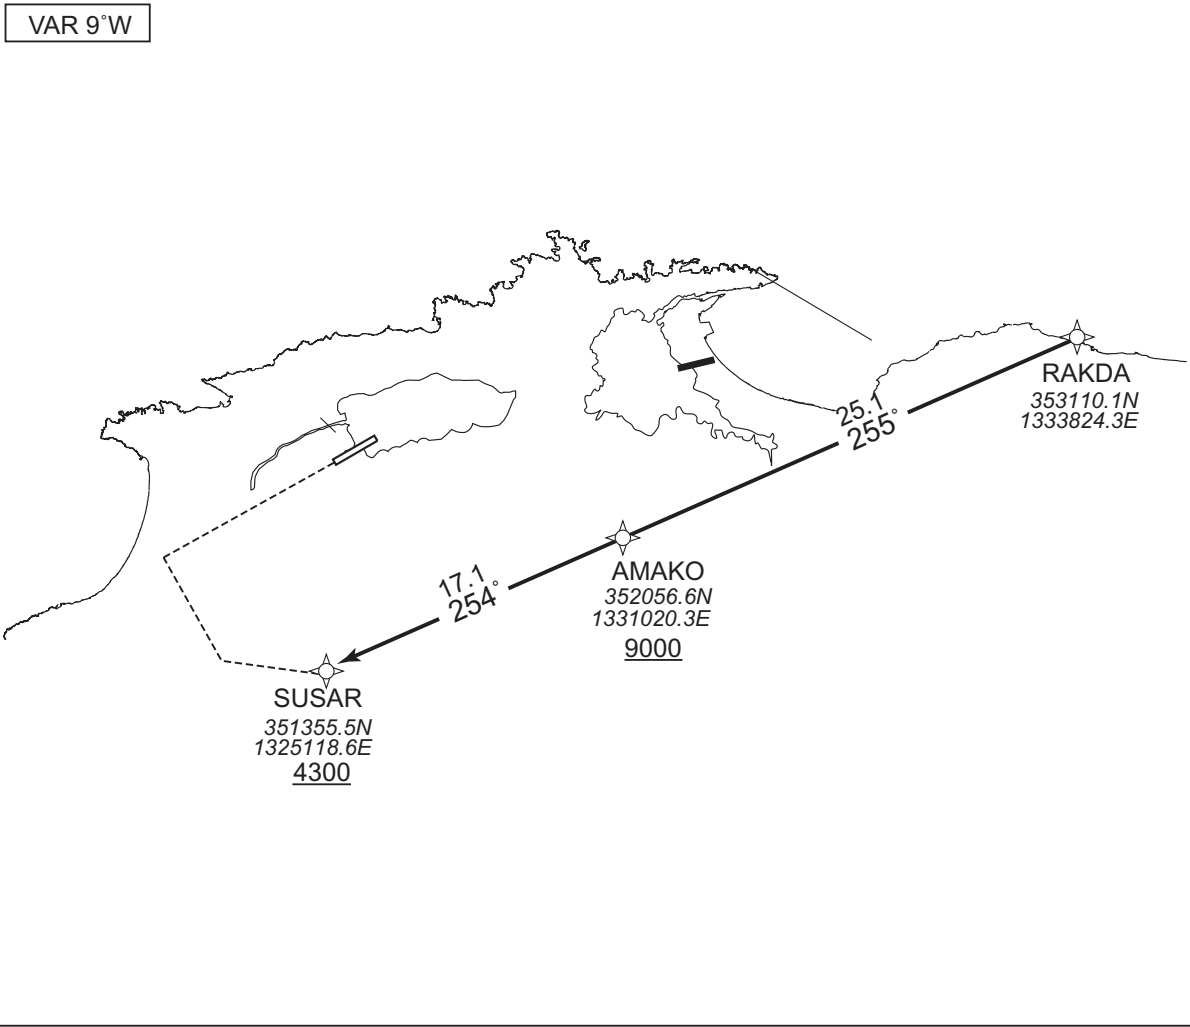 VAR 9°W
RAKDA
353110.1N
1333824.3E
25.1
255°
AMAKO
352056.6N
1331020.3E
9000
17.1
254°
SUSAR
351355.5N
1325118.6E
4300